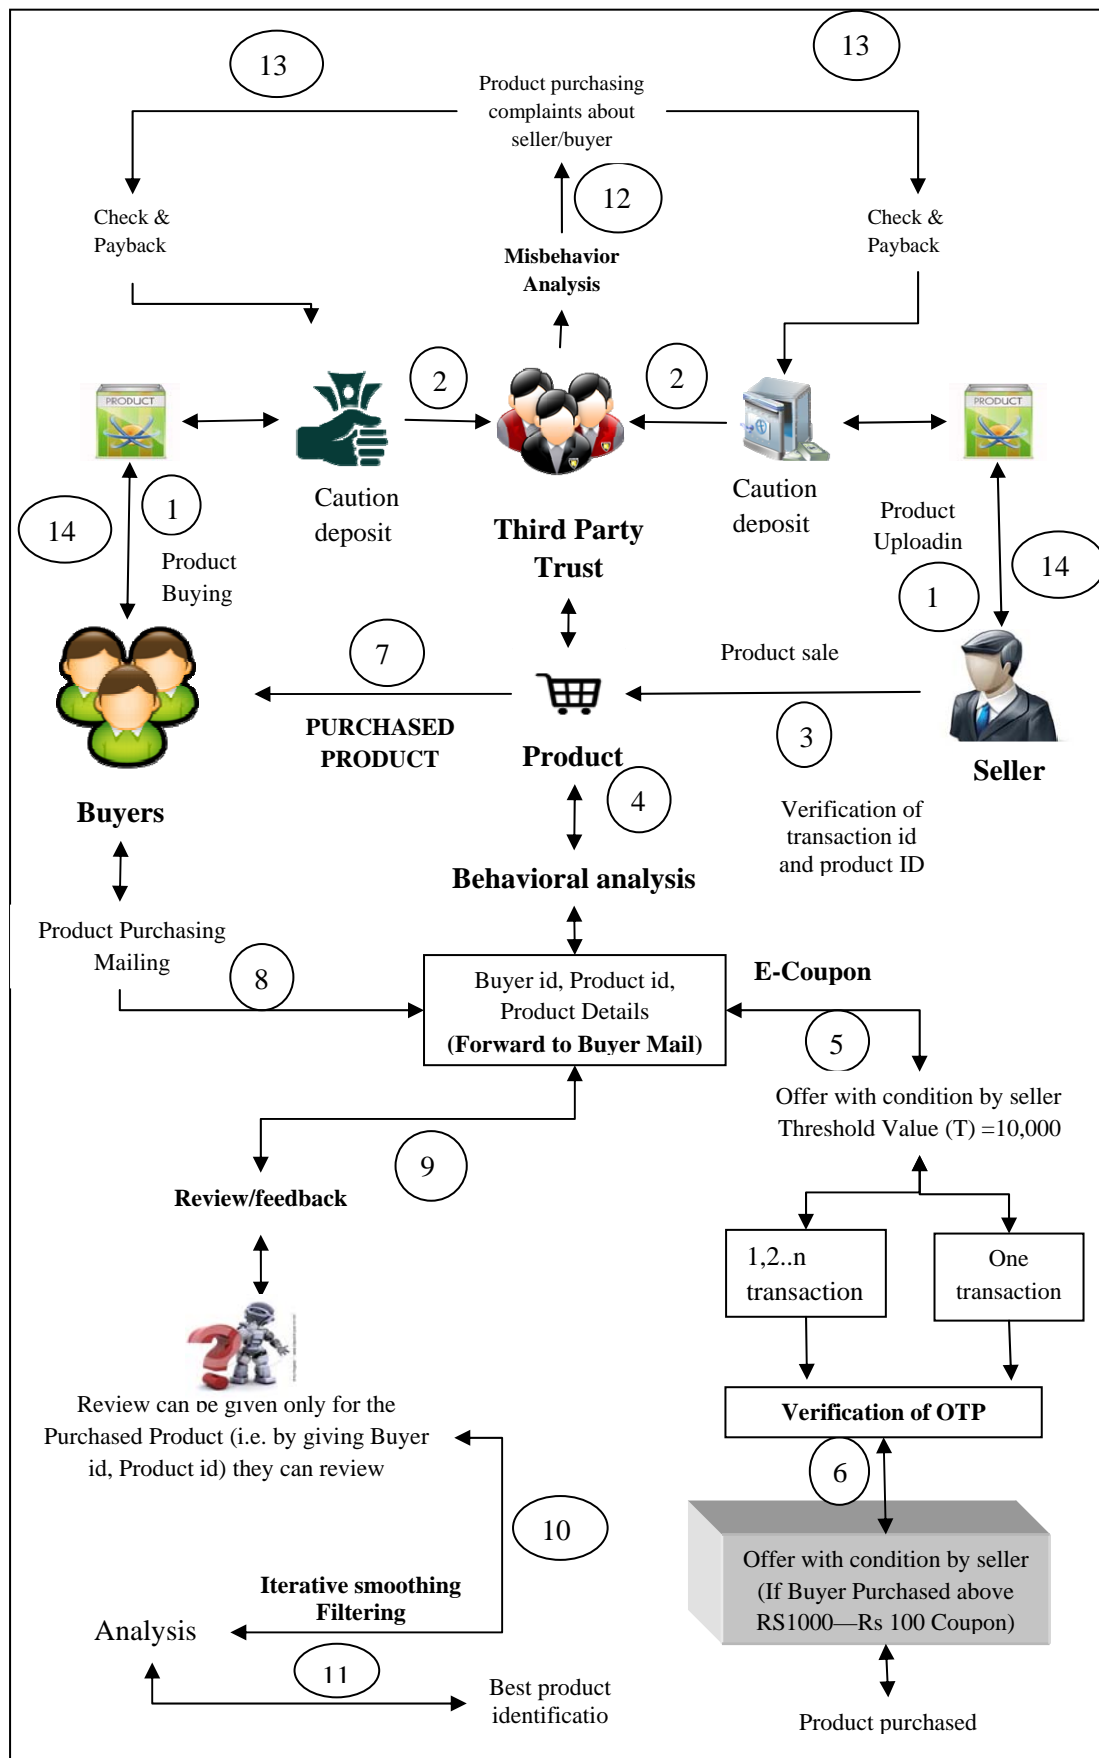 13
13
Product purchasing
complaints about
seller/buyer
12
Check &
Payback
Check &
Payback
Misbehavior
Analysis
2
2
PRODUCT
PRODUCT
14
1
Product
Buying
Caution
deposit
Third Party
Trust
Caution
deposit
Product
Uploadin
1
14
7
Product sale
PURCHASED
PRODUCT
3
Product
Seller
Buyers
4
Verification of
transaction id
and product ID
Behavioral analysis
Product Purchasing
Mailing
8
Buyer id, Product id,
Product Details
(Forward to Buyer Mail)
E-Coupon
5
Offer with condition by seller
Threshold Value (T) =10,000
9
Review/feedback
1,2..n
transaction
One
transaction
Review can be given only for the
Purchased Product (i.e. by giving Buyer
id, Product id) they can review
Verification of OTP
6
10
Offer with condition by seller
(If Buyer Purchased above
RS1000—Rs 100 Coupon)
Iterative smoothing
Filtering
Analysis
11
Best product
identificatio
Product purchased